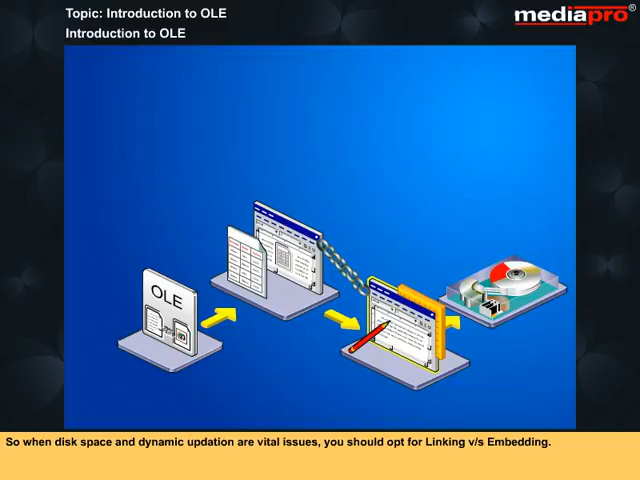 Topic: Introduction to OLE
Introduction to OLE
mediapro®
OLE
So when disk space and dynamic updation are vital issues, you should opt for Linking v/s Embedding.